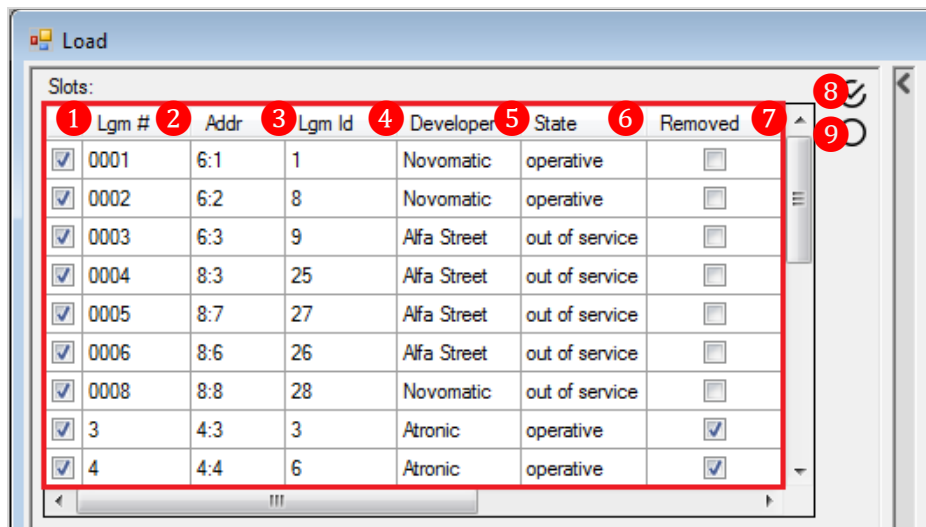 Load
Slots:
8
1 Lgm # 2 Addr 3 Lgm Id 4 Developer 5 State 6 Removed 7
9
0001 6:1 1 Novomatic operative
0002 6:2 8 Novomatic operative
0003 6:3 9 Alfa Street out of service
0004 8:3 25 Alfa Street out of service
0005 8:7 27 Alfa Street out of service
0006 8:6 26 Alfa Street out of service
0008 8:8 28 Novomatic out of service
3 4:3 3 Atronic operative
4 4:4 6 Atronic operative